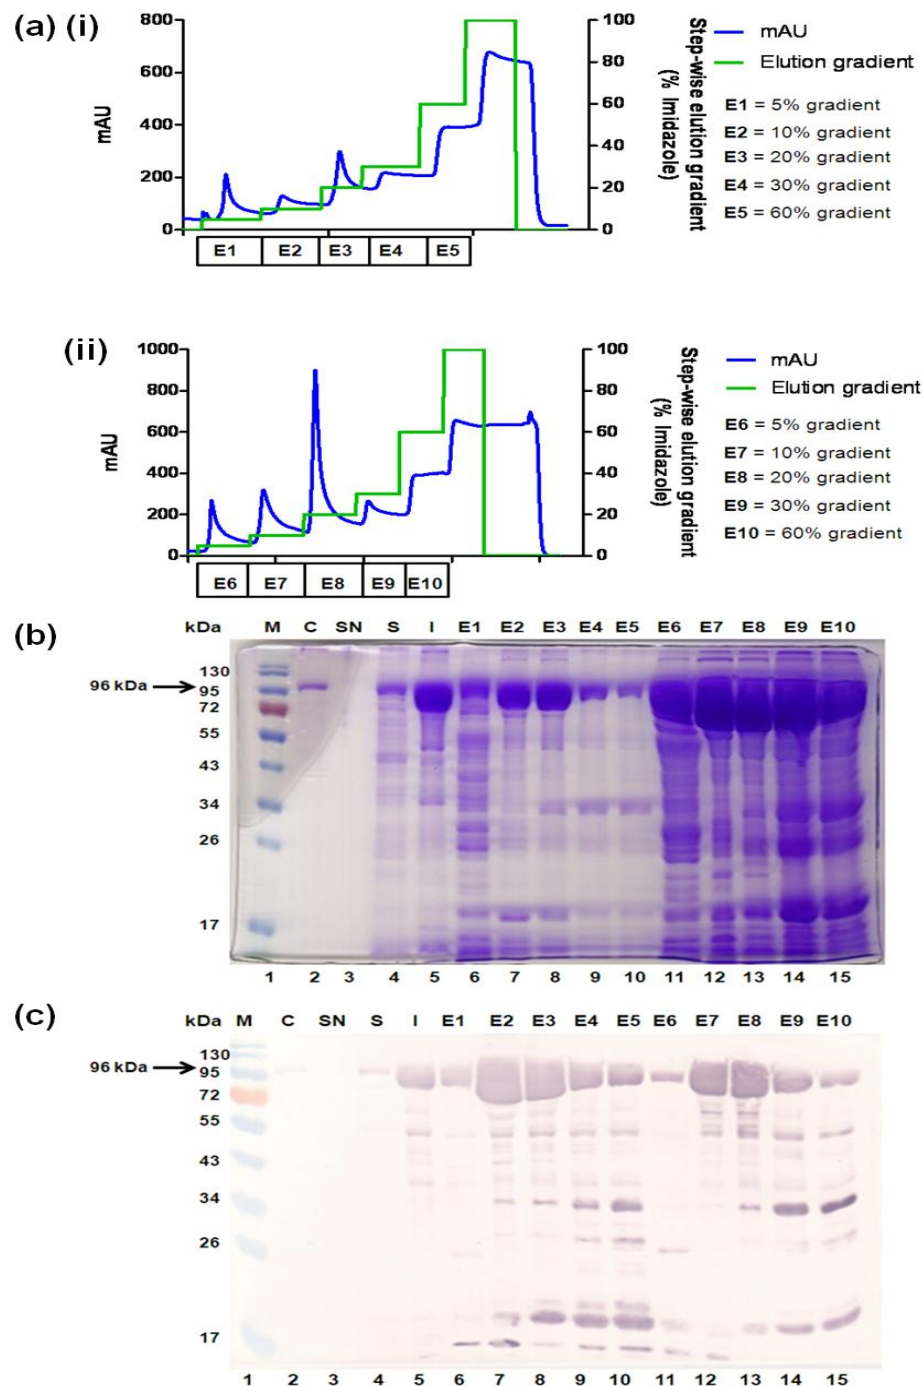 (a) (i)
800
600
400
200
0
mAU
100
80
60
40
20
0
Step-wise elution gradient
(% Imidazole)
mAU
Elution gradient
E1 = 5% gradient
E2 = 10% gradient
E3 = 20% gradient
E4 = 30% gradient
E5 = 60% gradient
E1 E2 E3 E4 E5
(ii)
1000
800
600
400
200
0
mAU
100
80
60
40
20
0
Step-wise elution gradient
(% Imidazole)
mAU
Elution gradient
E6 = 5% gradient
E7 = 10% gradient
E8 = 20% gradient
E9 = 30% gradient
E10 = 60% gradient
E6 E7 E8 E9 E10
(b)
kDa M C SN S I E1 E2 E3 E4 E5 E6 E7 E8 E9 E10
96 kDa
130
95
72
55
43
34
26
17
1 2 3 4 5 6 7 8 9 10 11 12 13 14 15
(c)
kDa M C SN S I E1 E2 E3 E4 E5 E6 E7 E8 E9 E10
96 kDa
130
95
72
55
43
34
26
17
1 2 3 4 5 6 7 8 9 10 11 12 13 14 15